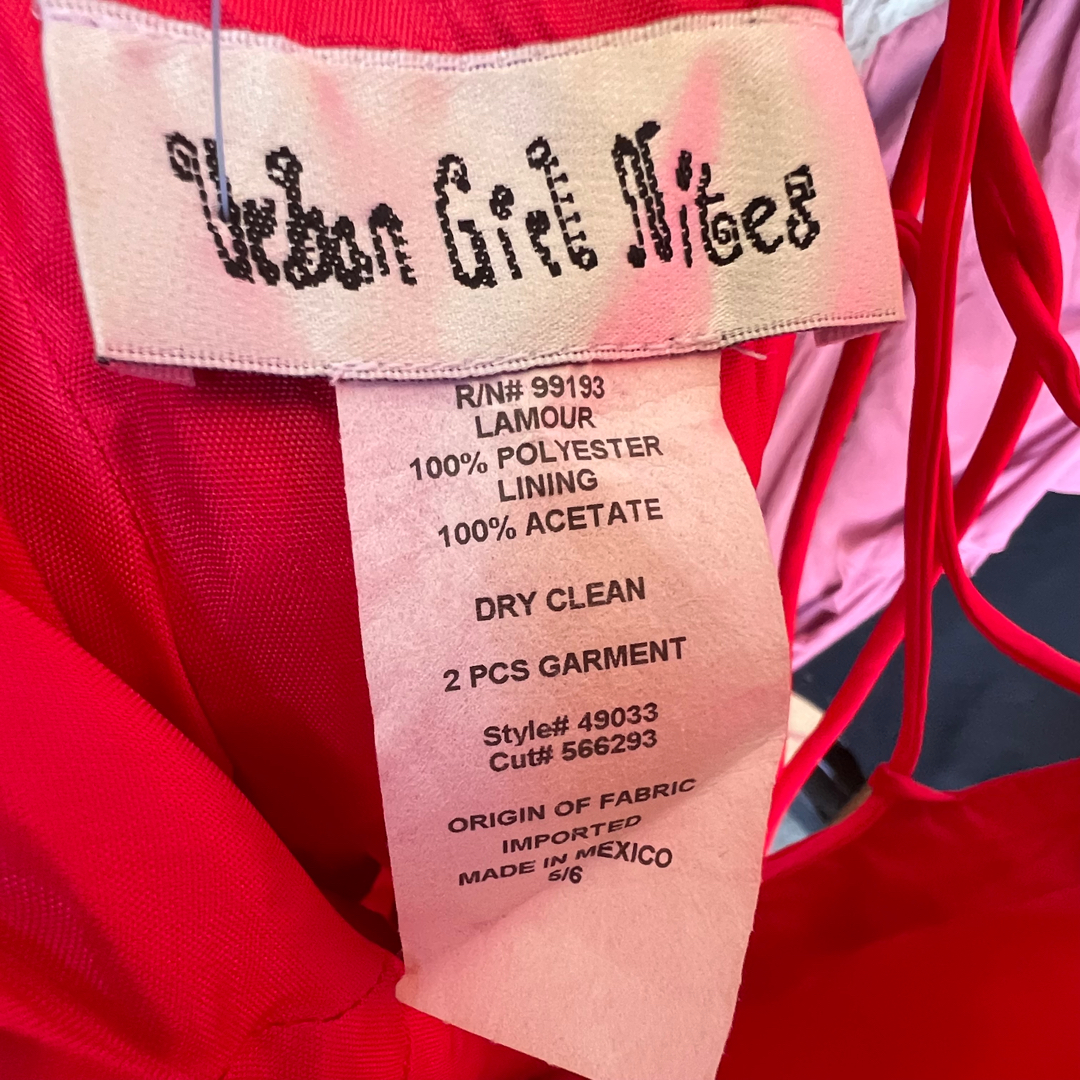 Urban Girl Nites
R/N# 99193
LAMOUR
100% POLYESTER
LINING
100% ACETATE
DRY CLEAN
2 PCS GARMENT
Style# 49033
Cut# 566293
ORIGIN OF FABRIC
IMPORTED
MADE IN MEXICO
5/6